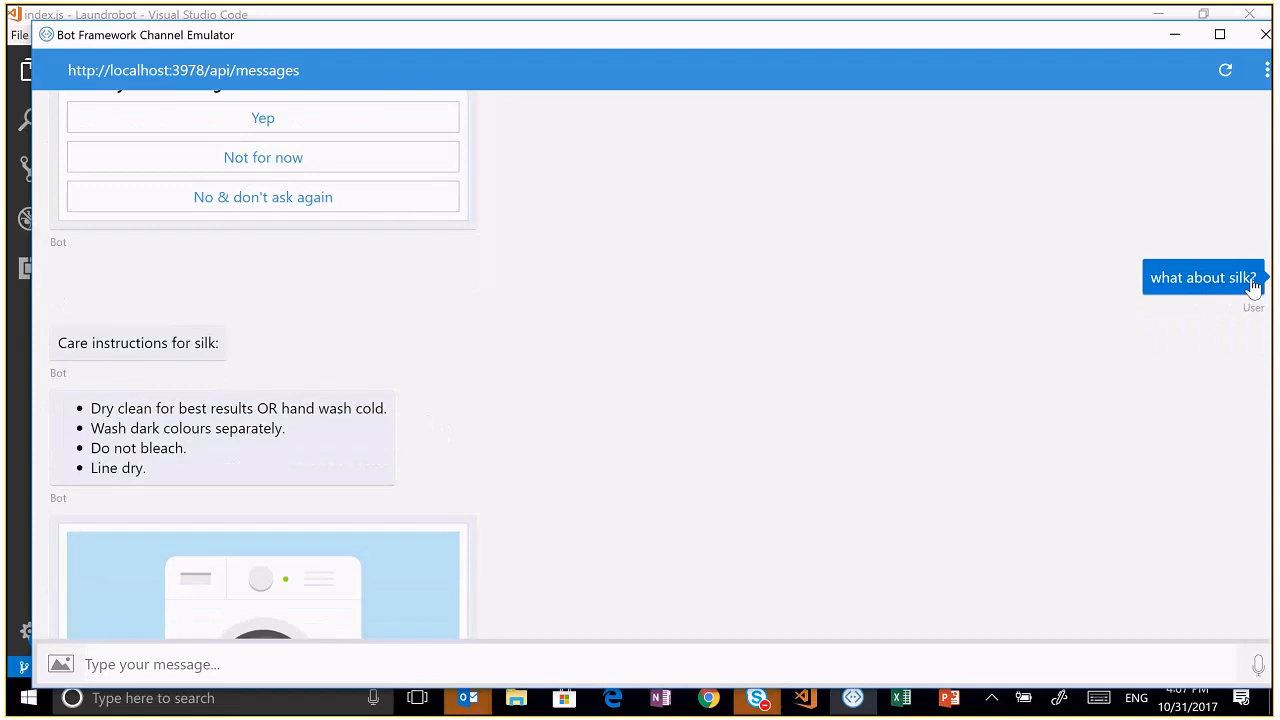 index.js - Laundrobot - Visual Studio Code
File
Bot Framework Channel Emulator
http://localhost:3978/api/messages
Yep
Not for now
No & don't ask again
Bot
what about silk?
User
Care instructions for silk:
Bot
• Dry clean for best results OR hand wash cold.
• Wash dark colours separately.
• Do not bleach.
• Line dry.
Bot
Type your message...
Type here to search
ENG
4:07 PM
10/31/2017